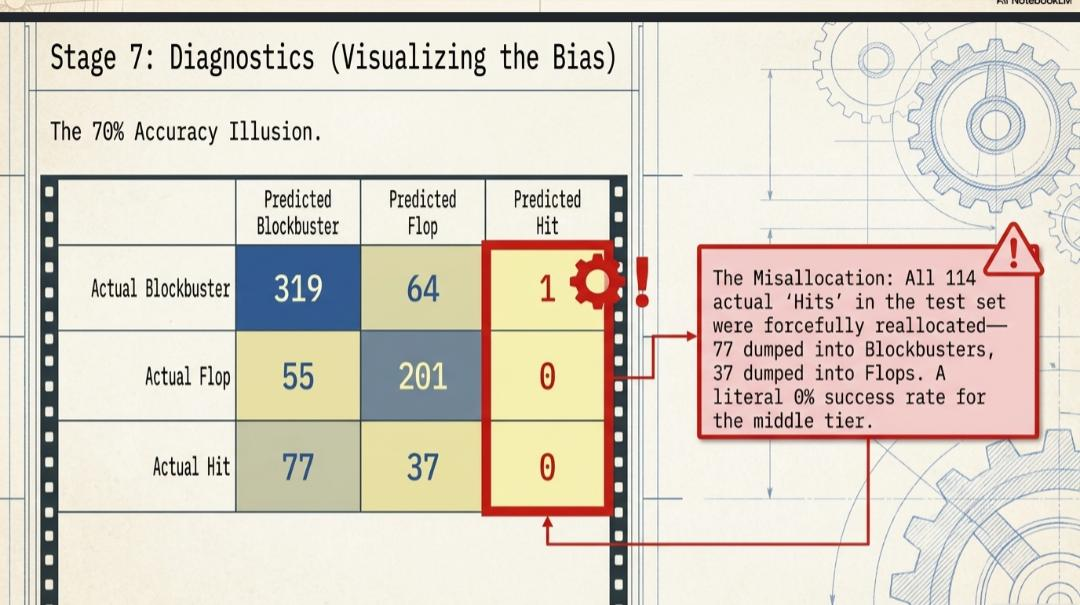 AI NotebookLM
Stage 7: Diagnostics (Visualizing the Bias)
The 70% Accuracy Illusion.
Predicted Blockbuster
Predicted Flop
Predicted Hit
Actual Blockbuster 319 64 1 !
Actual Flop 55 201 0
Actual Hit 77 37 0
!
The Misallocation: All 114
actual ‘Hits’ in the test set
were forcefully reallocated—
77 dumped into Blockbusters,
37 dumped into Flops. A
literal 0% success rate for
the middle tier.